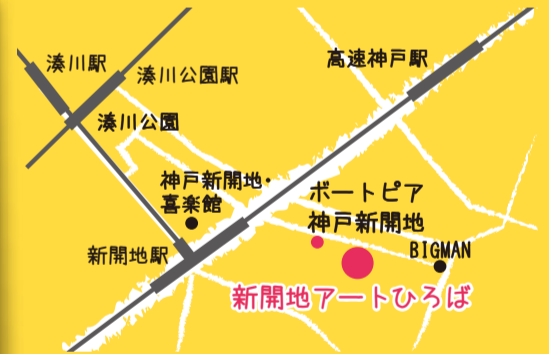 湊川駅
湊川公園駅
高速神戸駅
湊川公園
神戸新開地・
喜楽館
ボートピア
神戸新開地
新開地駅
BIGMAN
新開地アートひろば